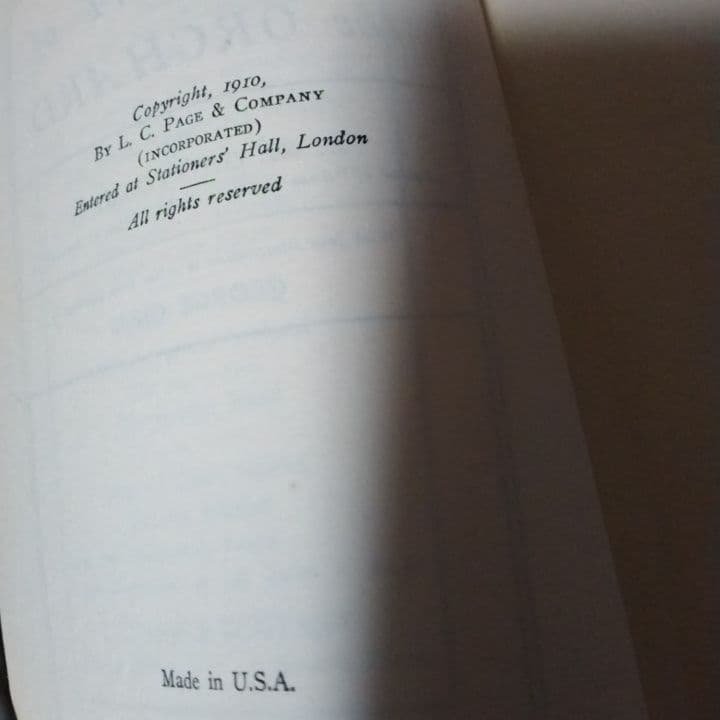 Copyright, 1910,
By L. C. Page & Company
(INCORPORATED)
Entered at Stationers' Hall, London
All rights reserved
Made in U.S.A.